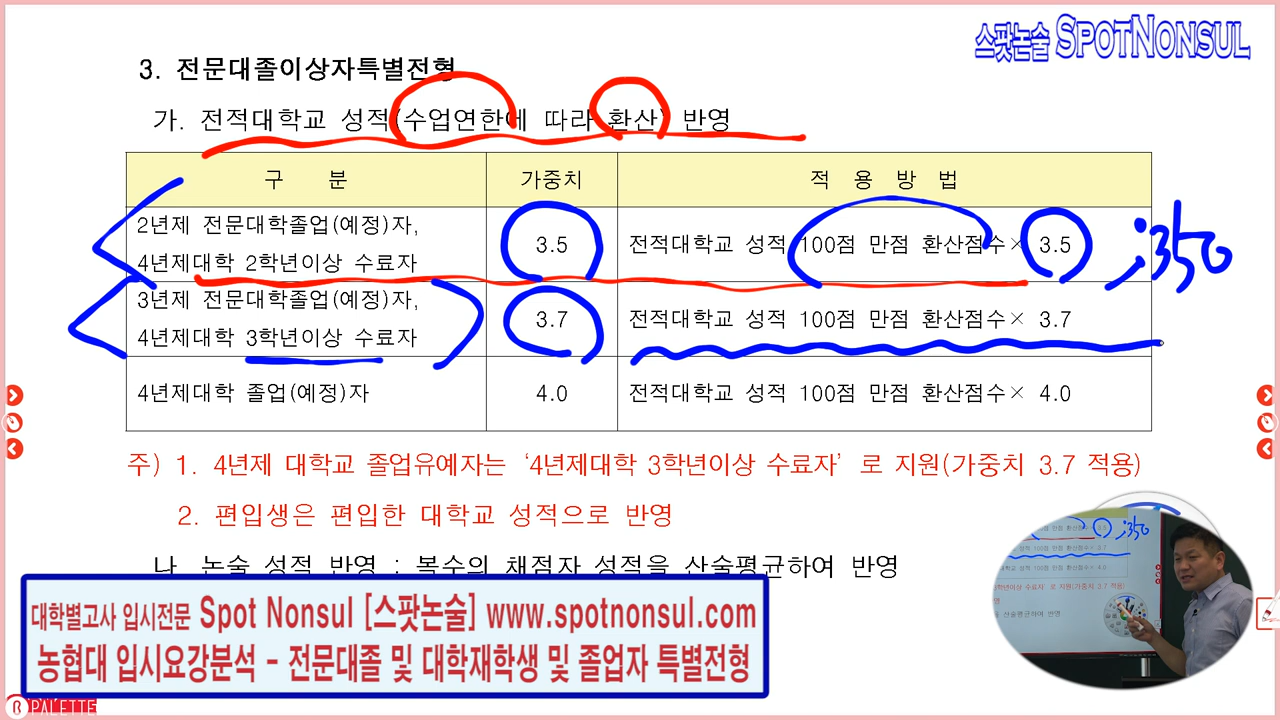 스팟논술 SPOTNONSUL
3. 전문대졸이상자특별전형
가. 전적대학교 성적(수업연한에 따라 환산) 반영
구 분 가중치 적 용 방 법
2년제 전문대학졸업(예정)자,
4년제대학 2학년이상 수료자
3.5
전적대학교 성적 100점 만점 환산점수× 3.5
;350
3년제 전문대학졸업(예정)자,
4년제대학 3학년이상 수료자
3.7
전적대학교 성적 100점 만점 환산점수× 3.7
4년제대학 졸업(예정)자 4.0 전적대학교 성적 100점 만점 환산점수× 4.0
주) 1. 4년제 대학교 졸업유예자는 ‘4년제대학 3학년이상 수료자’ 로 지원(가중치 3.7 적용)
2. 편입생은 편입한 대학교 성적으로 반영
나 논술 성적 반영 : 복수의 채점자 성적을 산술평균하여 반영
대학별고사 입시전문 Spot Nonsul [스팟논술] www.spotnonsul.com
농협대 입시요강분석 - 전문대졸 및 대학재학생 및 졸업자 특별전형
PALETTE